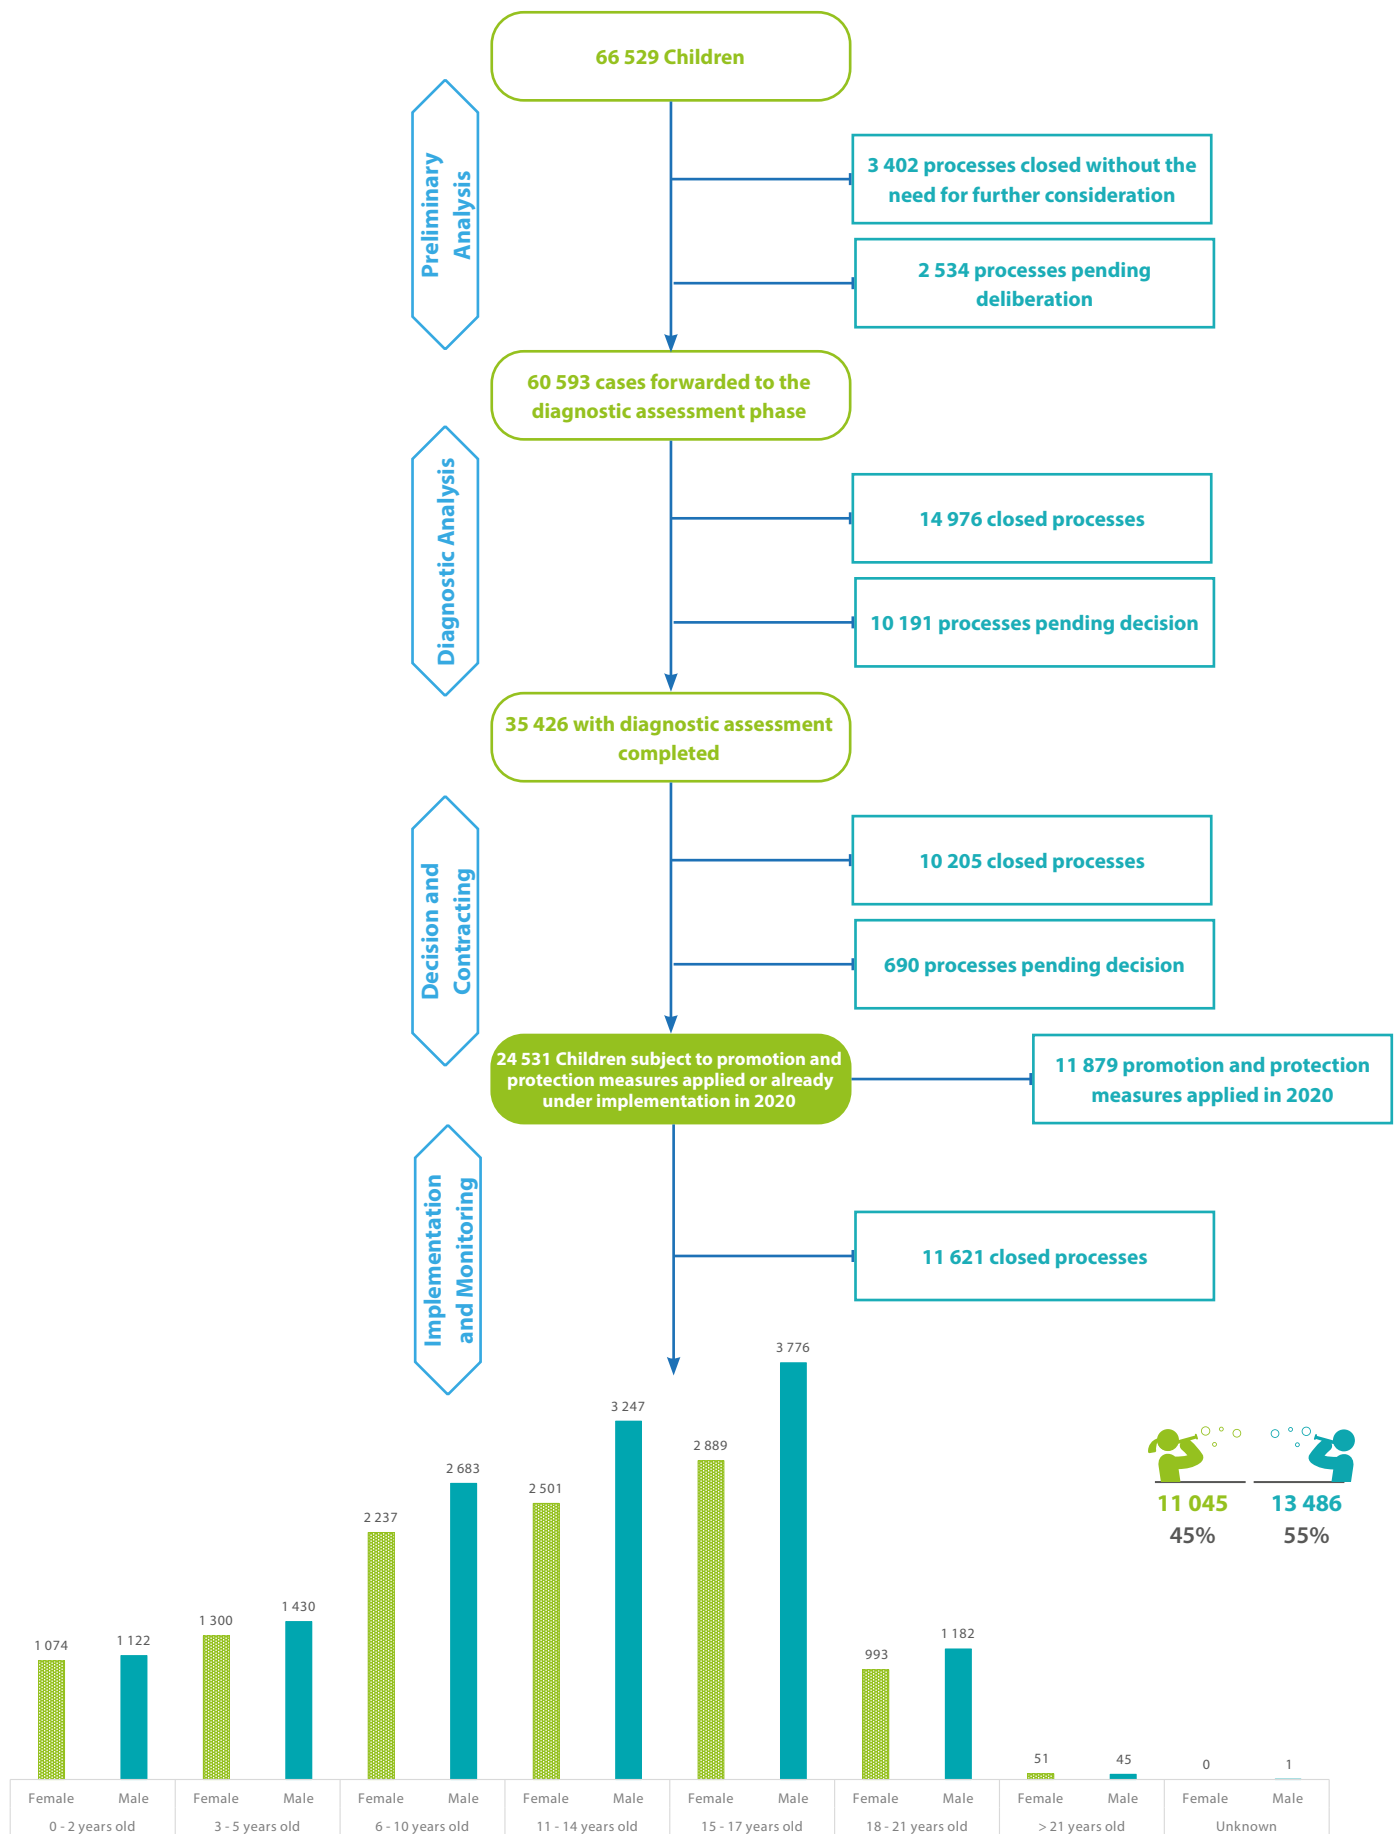 66 529 Children
Preliminary
Analysis
3 402 processes closed without the
need for further consideration
2 534 processes pending
deliberation
60 593 cases forwarded to the
diagnostic assessment phase
Diagnostic Analysis
14 976 closed processes
10 191 processes pending decision
35 426 with diagnostic assessment
completed
Decision and
Contracting
10 205 closed processes
690 processes pending decision
24 531 Children subject to promotion and
protection measures applied or already
under implementation in 2020
11 879 promotion and protection
measures applied in 2020
Implementation
and Monitoring
11 621 closed processes
11 045 13 486
45% 55%
1 074 1 122 1 300 1 430 2 237 2 683 2 501 3 247 2 889 3 776 993 1 182 51 45 0 1
Female Male Female Male Female Male Female Male Female Male Female Male Female Male Female Male
0 - 2 years old 3 - 5 years old 6 - 10 years old 11 - 14 years old 15 - 17 years old 18 - 21 years old > 21 years old Unknown